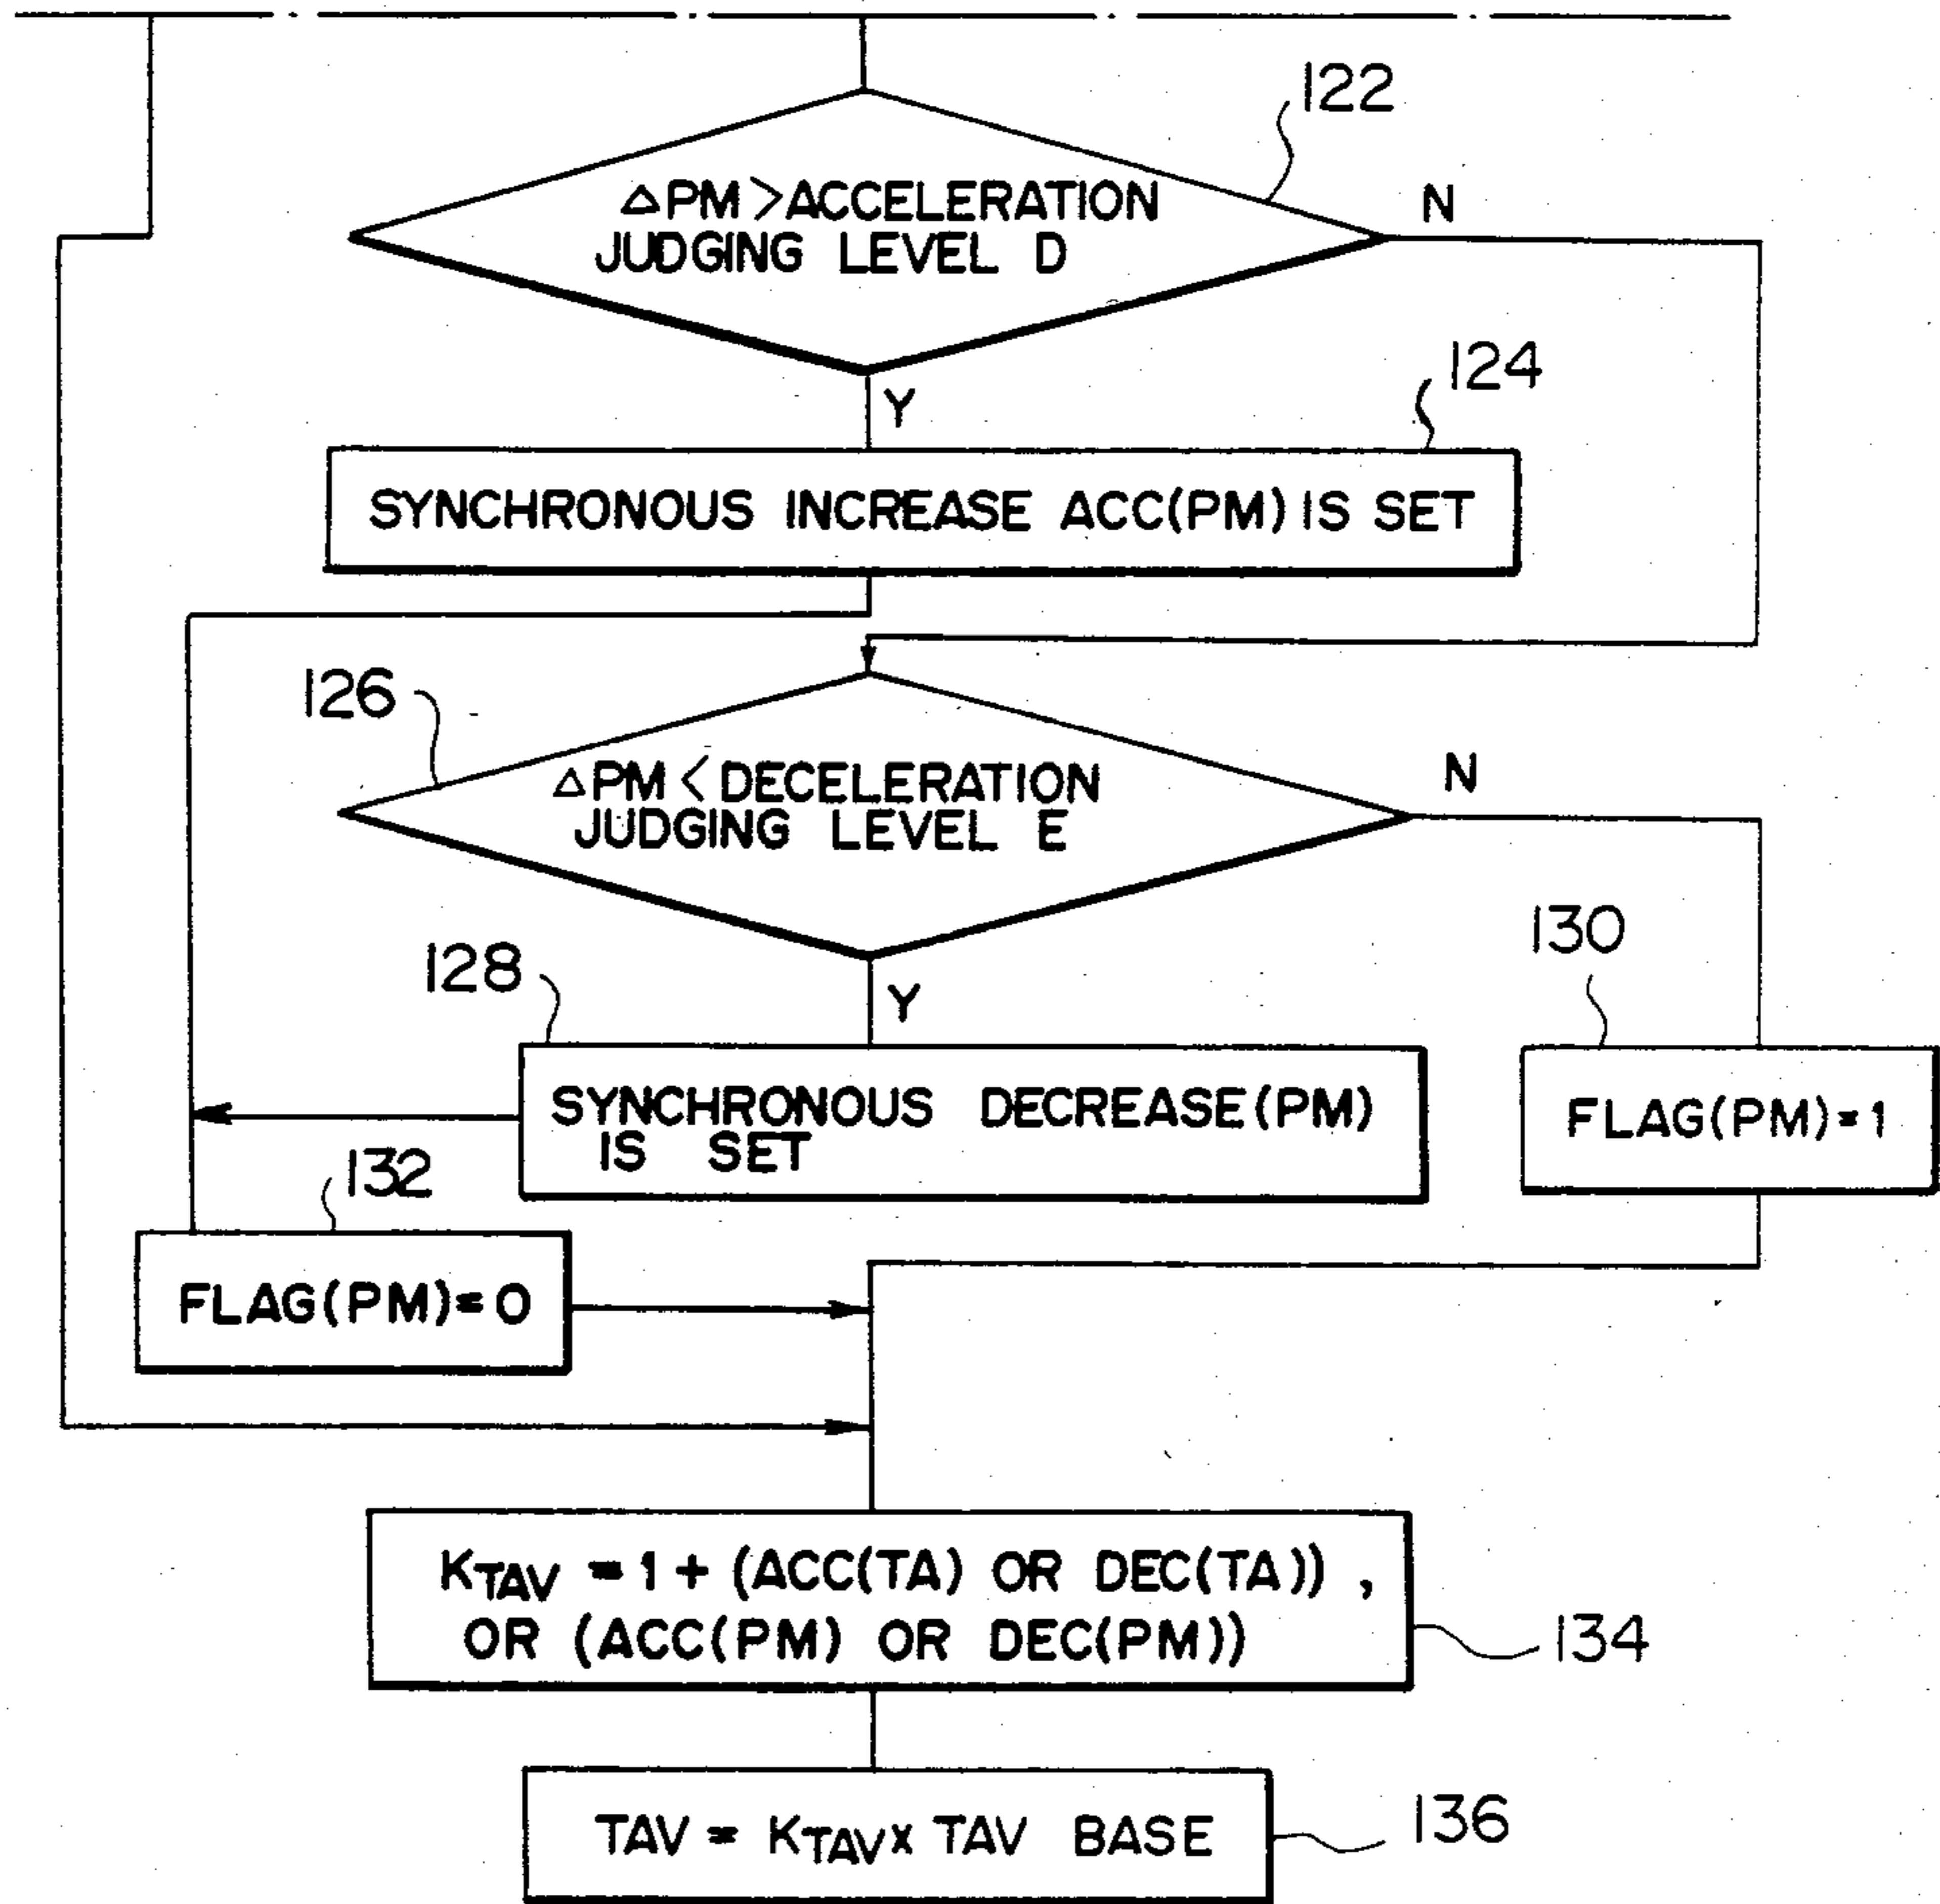 122
△PM > ACCELERATION
JUDGING LEVEL D
N
Y
124
SYNCHRONOUS INCREASE ACC(PM) IS SET
126
△PM < DECELERATION
JUDGING LEVEL E
N
Y
128
SYNCHRONOUS DECREASE(PM)
IS SET
130
FLAG(PM)=1
132
FLAG(PM)=0
KTAV = 1 + (ACC(TA) OR DEC(TA)) ,
OR (ACC(PM) OR DEC(PM))
134
TAV = KTAV x TAV BASE
136